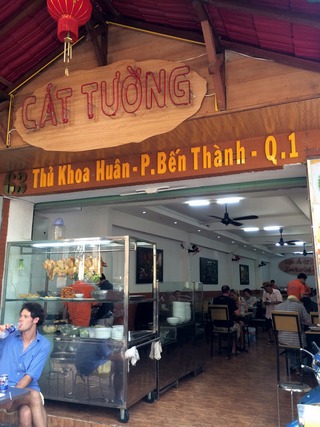 CÁT TƯỜNG
Thủ Khoa Huân - P.Bến Thành - Q.1